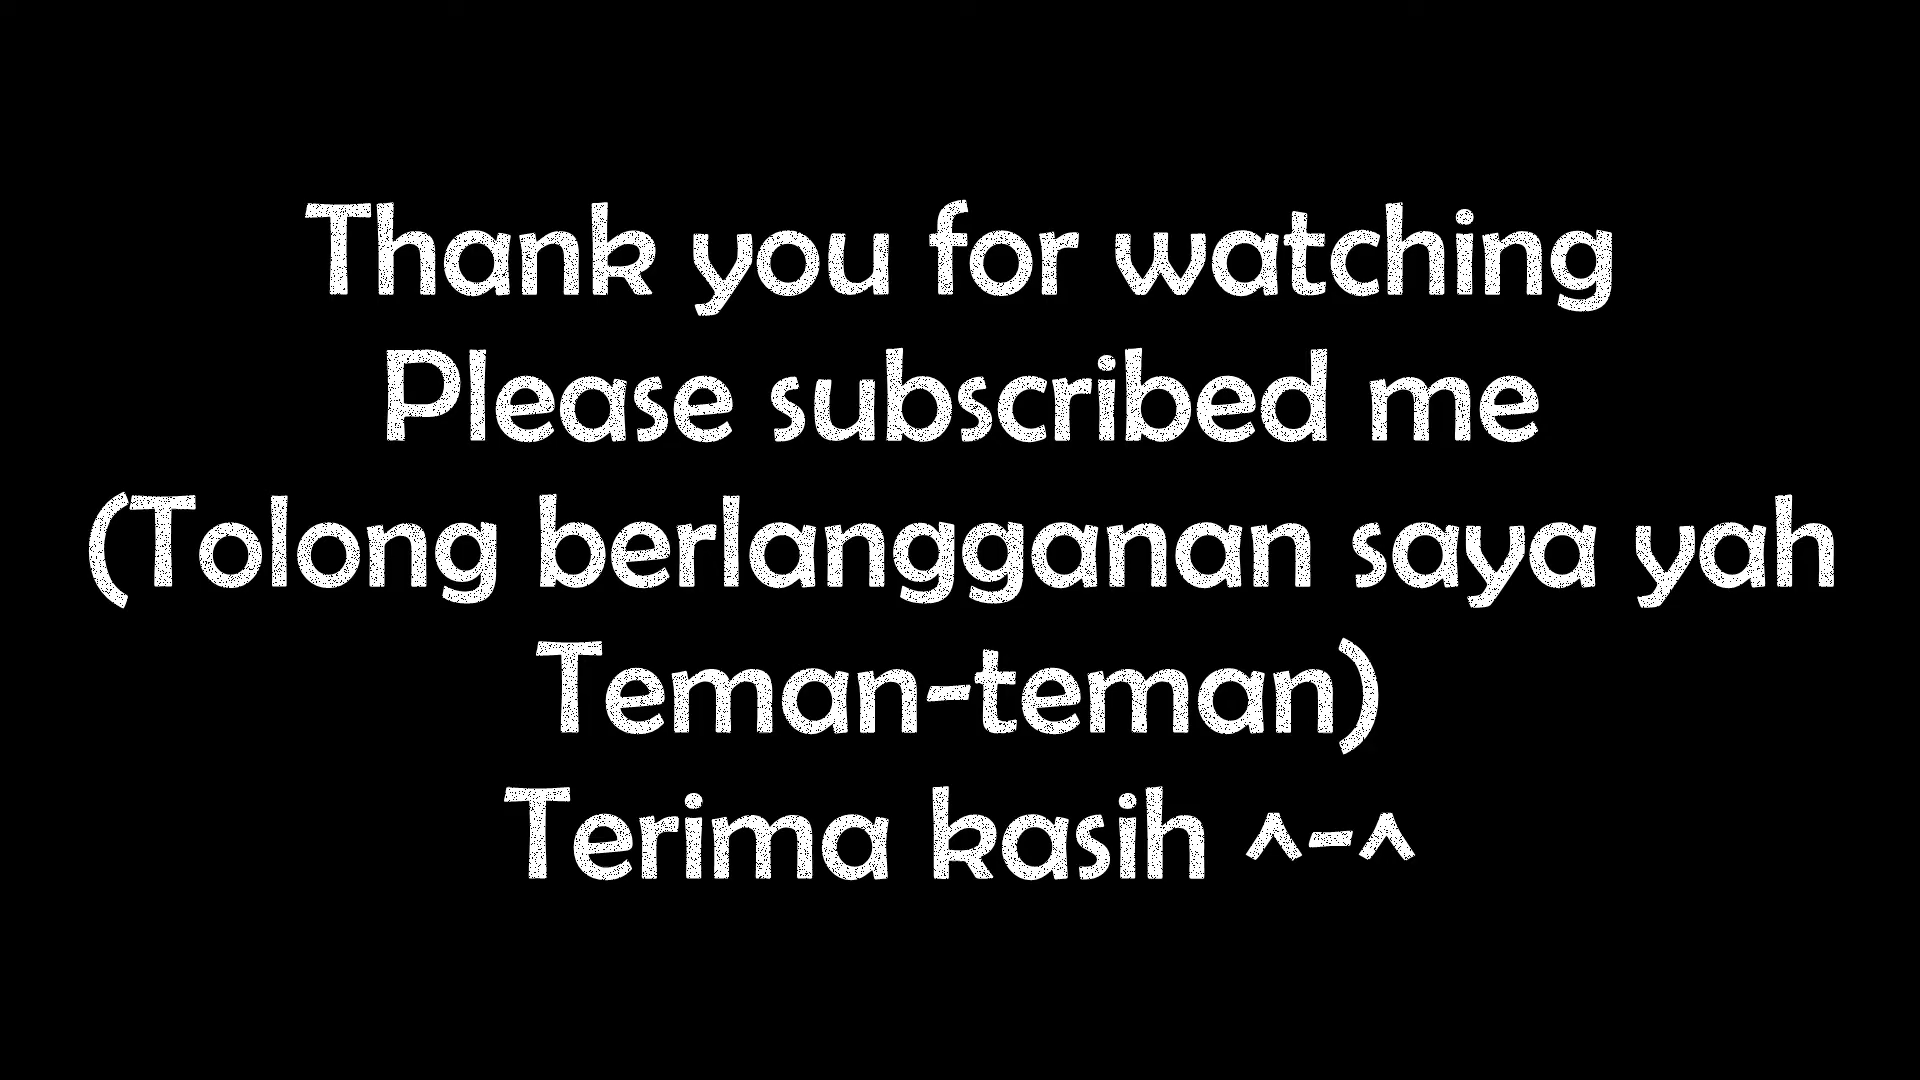 Thank you for watching
Please subscribed me
(Tolong berlangganan saya yah
Teman-teman)
Terima kasih ^-^